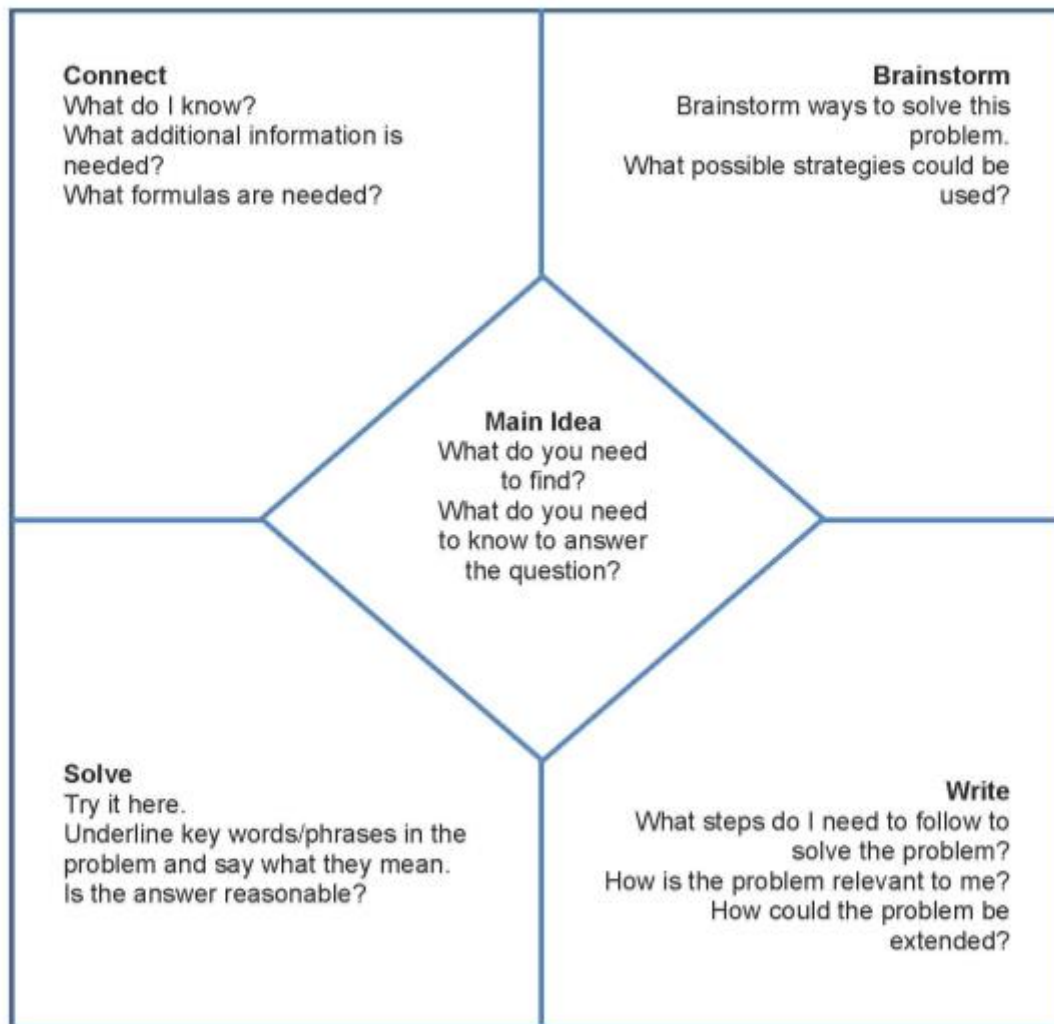 Connect
What do I know?
What additional information is
needed?
What formulas are needed?
Brainstorm
Brainstorm ways to solve this
problem.
What possible strategies could be
used?
Main Idea
What do you need
to find?
What do you need
to know to answer
the question?
Solve
Try it here.
Underline key words/phrases in the
problem and say what they mean.
Is the answer reasonable?
Write
What steps do I need to follow to
solve the problem?
How is the problem relevant to me?
How could the problem be
extended?